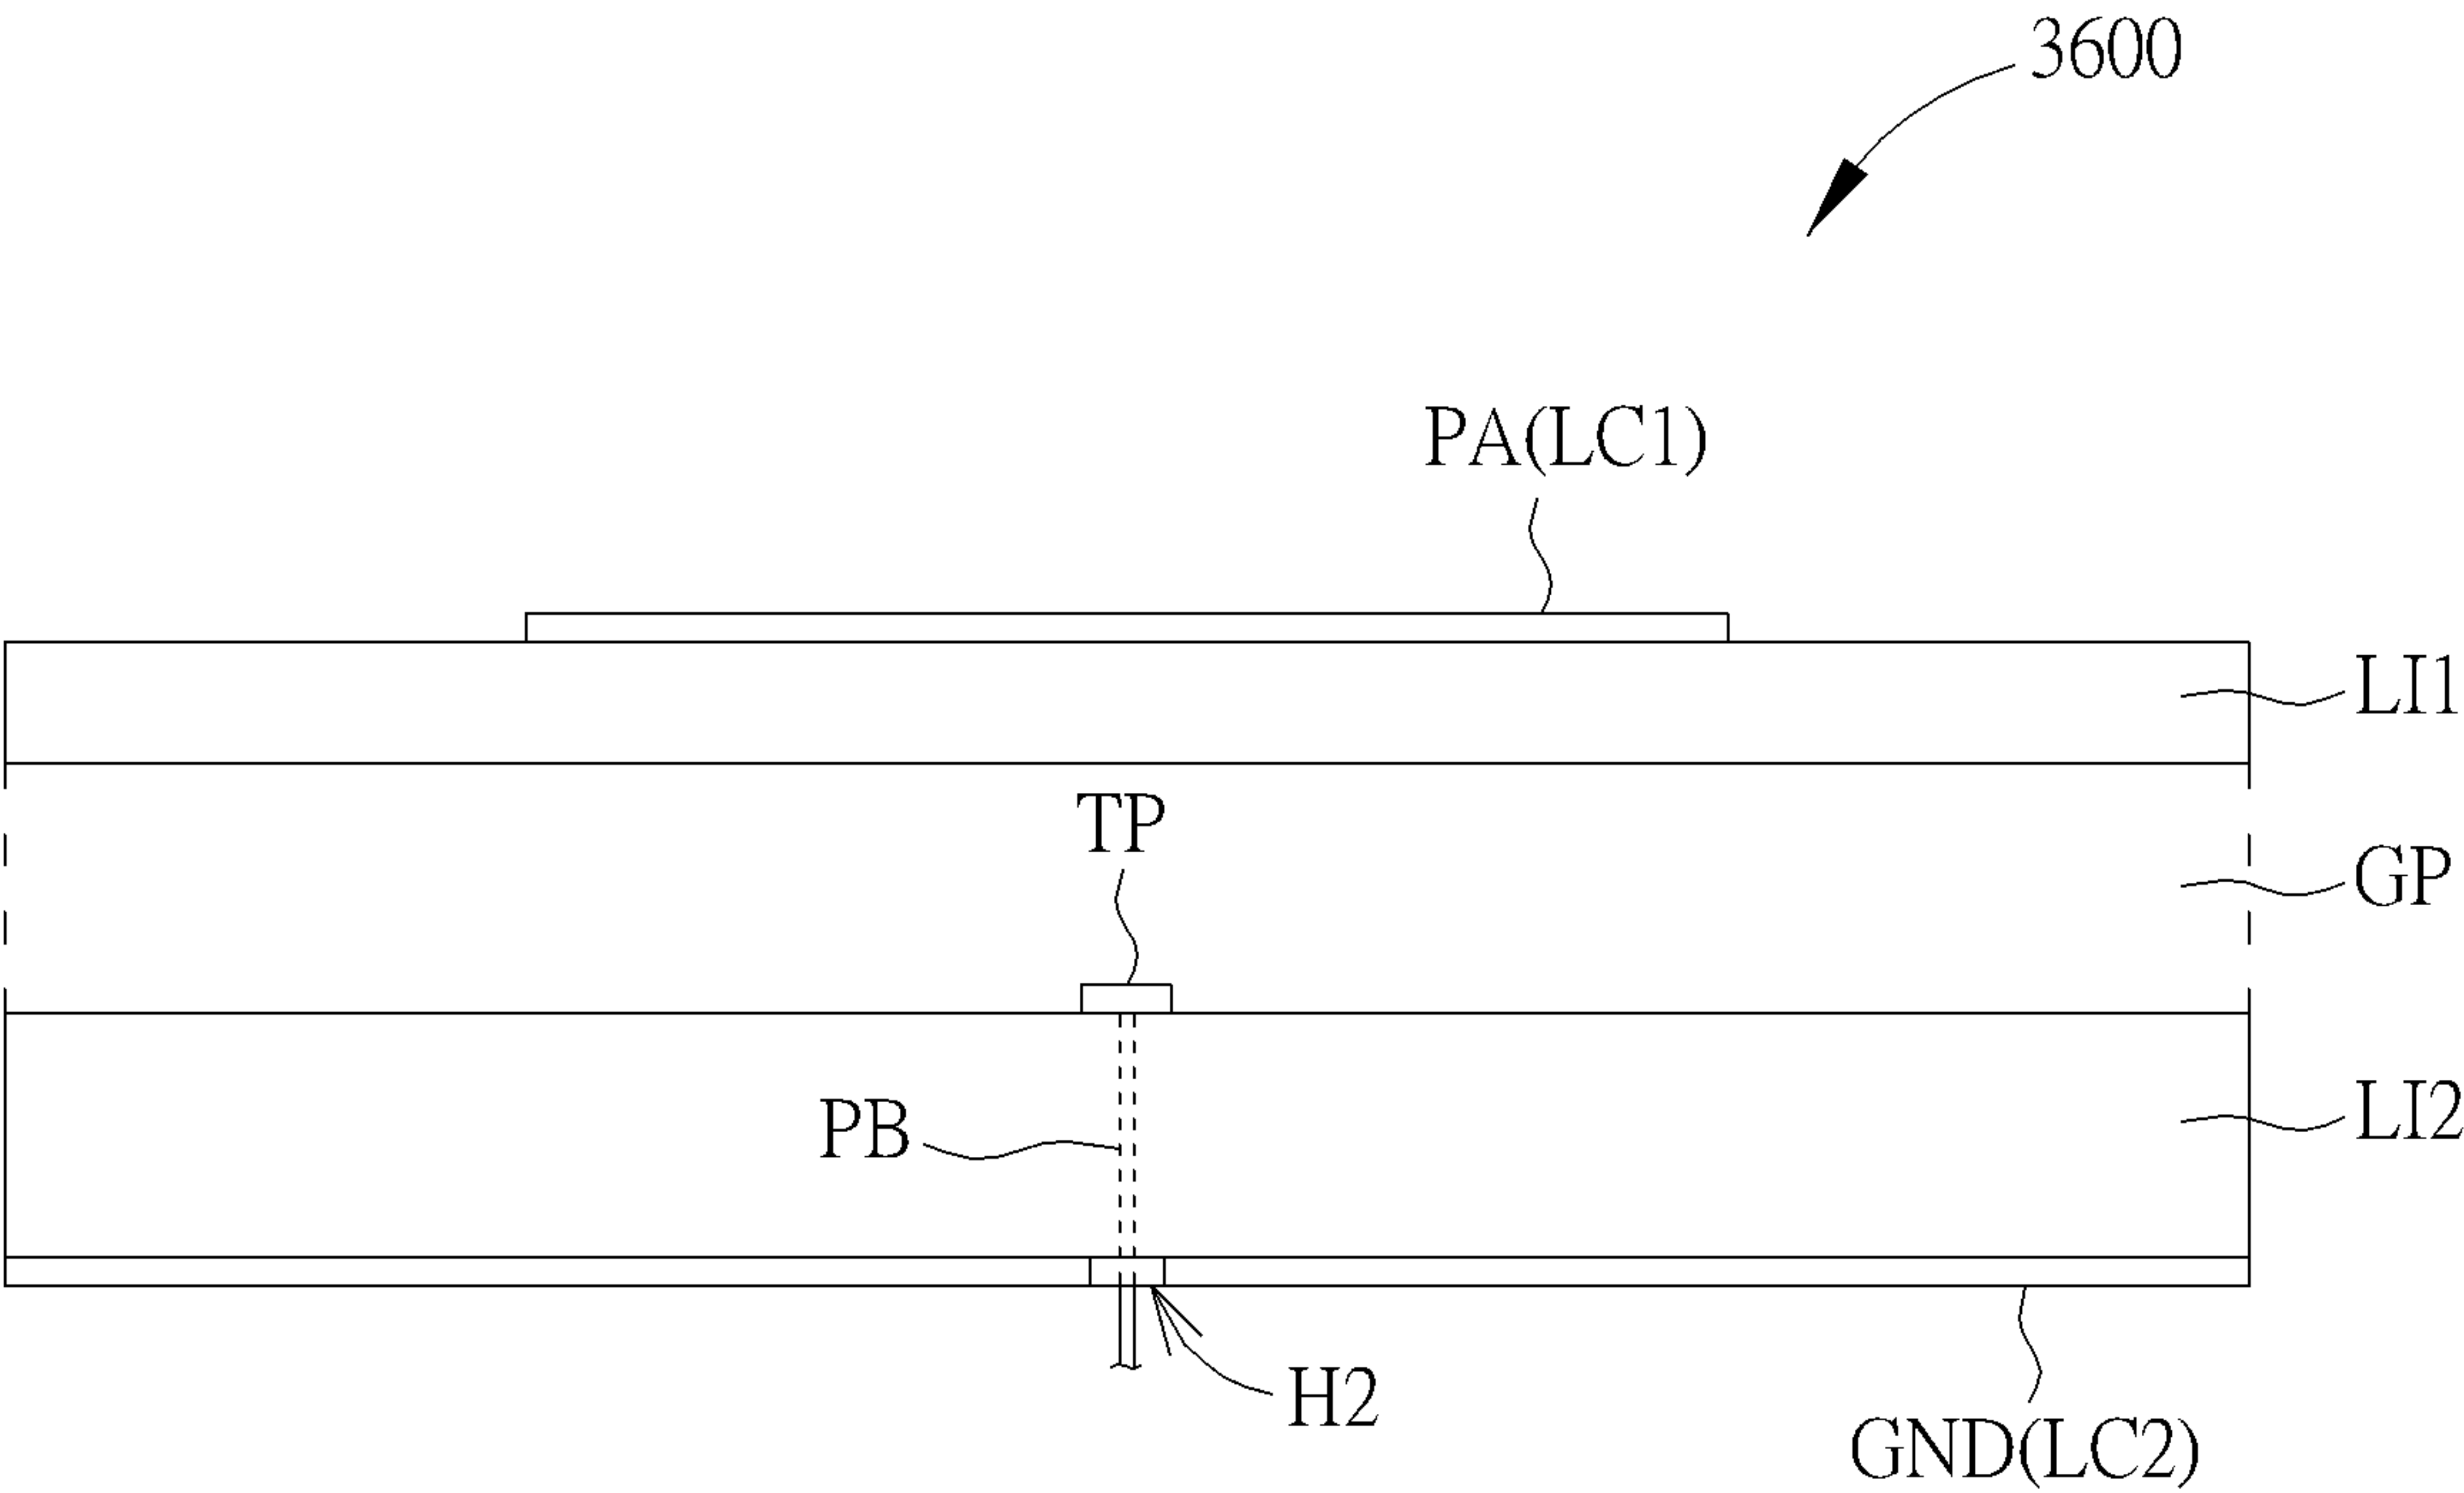 3600
PA(LC1)
LI1
TP
GP
PB
LI2
H2
GND(LC2)